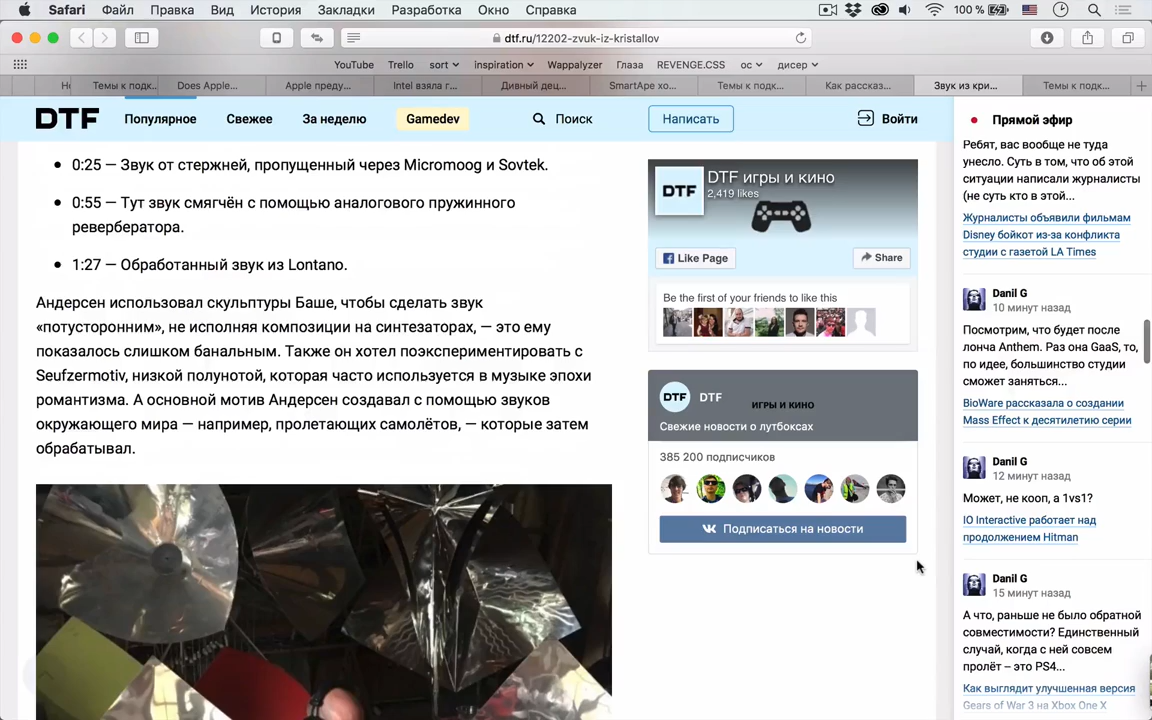 Safari Файл Правка Вид История Закладки Разработка Окно Справка 100 %
dtf.ru/12202-zvuk-iz-kristallov
YouTube Trello sort inspiration Wappalyzer Глаза REVENGE.CSS ос дисер
Темы к подк... Does Apple... Apple преду... Intel взяла г... Дивный дец... SmartApe хо... Темы к подк... Как рассказ... Звук из кри... Темы к подк...
DTF Популярное Свежее За неделю Gamedev Поиск Написать Войти
• 0:25 — Звук от стержней, пропущенный через Micromoog и Sovtek.
• 0:55 — Тут звук смягчён с помощью аналогового пружинного
ревербератора.
• 1:27 — Обработанный звук из Lontano.
Андерсен использовал скульптуры Баше, чтобы сделать звук
«потусторонним», не исполняя композиции на синтезаторах, — это ему
показалось слишком банальным. Также он хотел поэкспериментировать с
Seufzermotiv, низкой полунотой, которая часто используется в музыке эпохи
романтизма. А основной мотив Андерсен создавал с помощью звуков
окружающего мира — например, пролетающих самолётов, — которые затем
обрабатывал.
DTF
DTF игры и кино
2,419 likes
Like Page
Share
Be the first of your friends to like this
DTF
DTF
ИГРЫ И КИНО
Свежие новости о лутбоксах
385 200 подписчиков
Подписаться на новости
Прямой эфир
Ребят, вас вообще не туда
унесло. Суть в том, что об этой
ситуации написали журналисты
(не суть кто в этой...
Журналисты объявили фильмам
Disney бойкот из-за конфликта
студии с газетой LA Times
Danil G
10 минут назад
Посмотрим, что будет после
лонча Anthem. Раз она GaaS, то,
по идее, большинство студии
сможет заняться...
BioWare рассказала о создании
Mass Effect к десятилетию серии
Danil G
12 минут назад
Может, не кооп, а 1vs1?
IO Interactive работает над
продолжением Hitman
Danil G
15 минут назад
А что, раньше не было обратной
совместимости? Единственный
случай, когда с ней совсем
пролёт – это PS4...
Как выглядит улучшенная версия
Gears of War 3 на Xbox One X